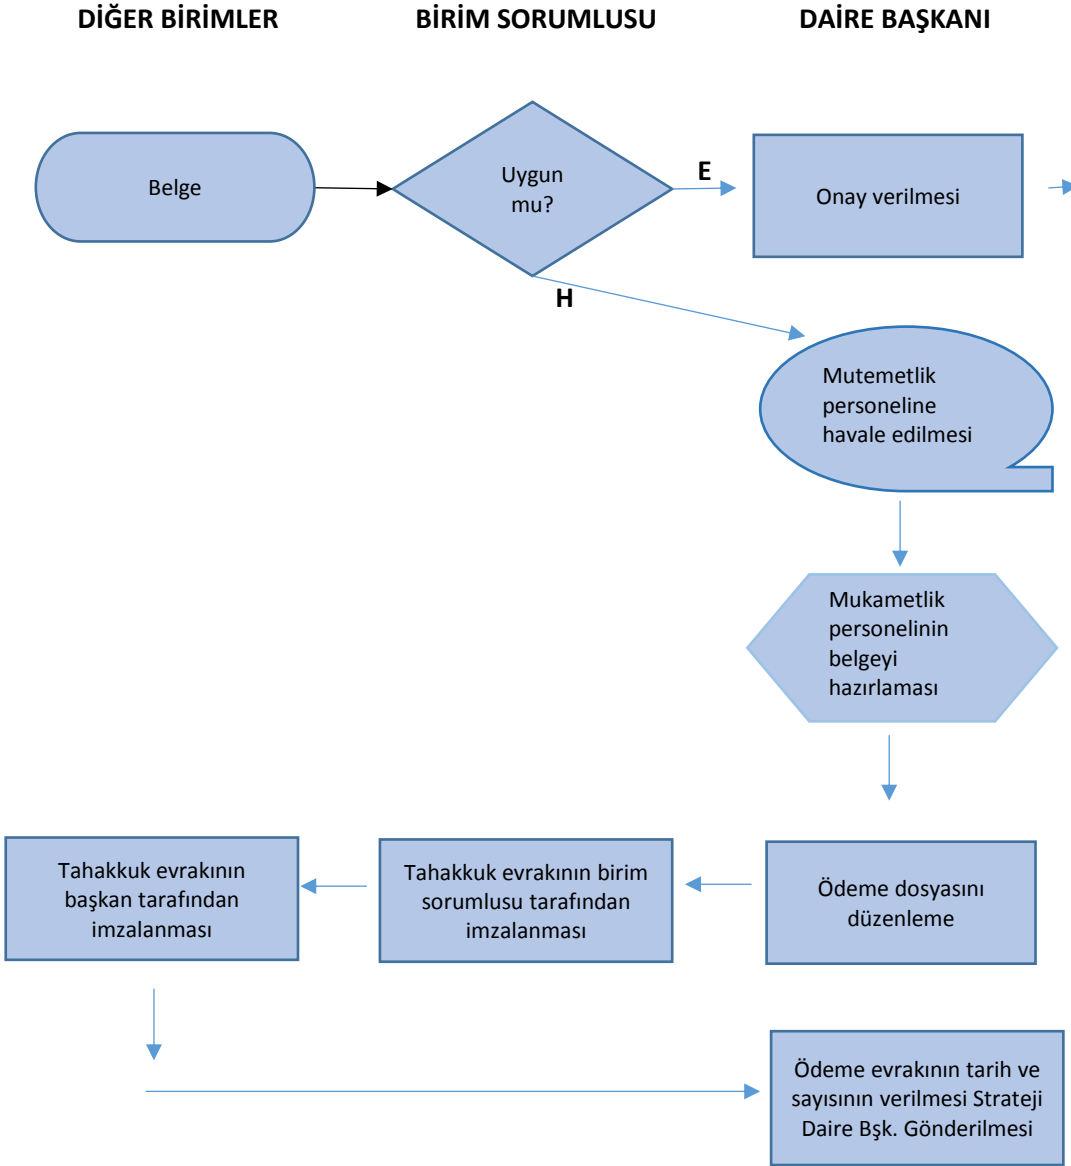 DİĞER BİRİMLER
BİRİM SORUMLUSU
DAİRE BAŞKANI
Belge
Uygun
mu?
E
Onay verilmesi
H
Mutemetlik
personeline
havale edilmesi
Mukametlik
personelinin
belgeyi
hazırlaması
Tahakkuk evrakının
başkan tarafından
imzalanması
Tahakkuk evrakının birim
sorumlusu tarafından
imzalanması
Ödeme dosyasını
düzenleme
Ödeme evrakının tarih ve
sayısının verilmesi Strateji
Daire Bşk. Gönderilmesi